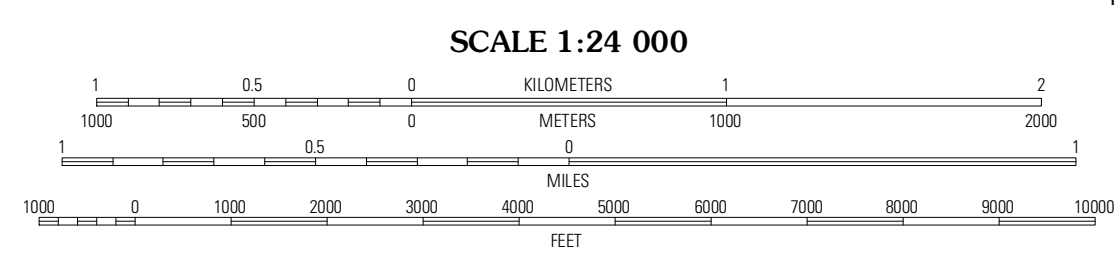 SCALE 1:24 000
1 0.5 0 KILOMETERS 1 2
1000 500 0 METERS 1000 2000
1 0.5 0 1
MILES
1000 0 1000 2000 3000 4000 5000 6000 7000 8000 9000 10000
FEET